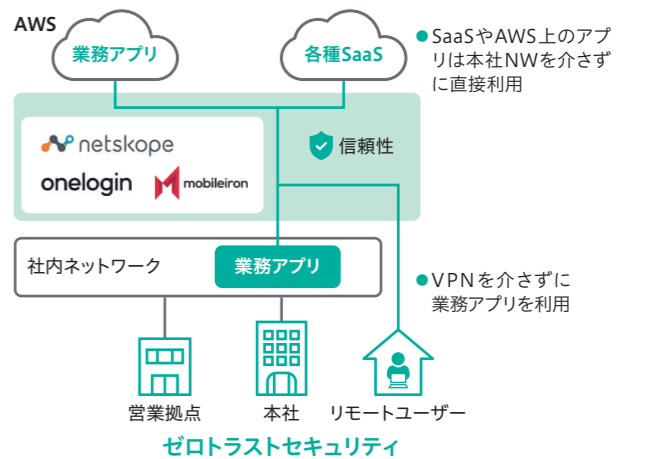 AWS
業務アプリ
各種SaaS
●SaaSやAWS上のアプ
リは本社NWを介さず
に直接利用
netskope
onelogin
mobileiron
信頼性
社内ネットワーク
業務アプリ
●VPNを介さずに
業務アプリを利用
営業拠点
本社
リモートユーザー
ゼロトラストセキュリティ